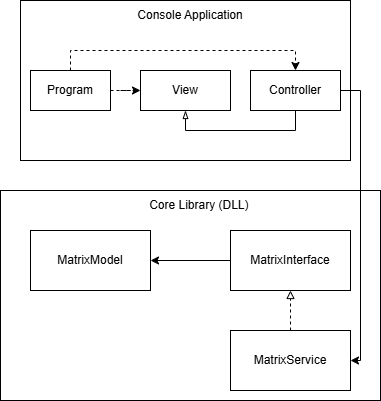 Console Application
Program
View
Controller
Core Library (DLL)
MatrixModel
MatrixInterface
MatrixService